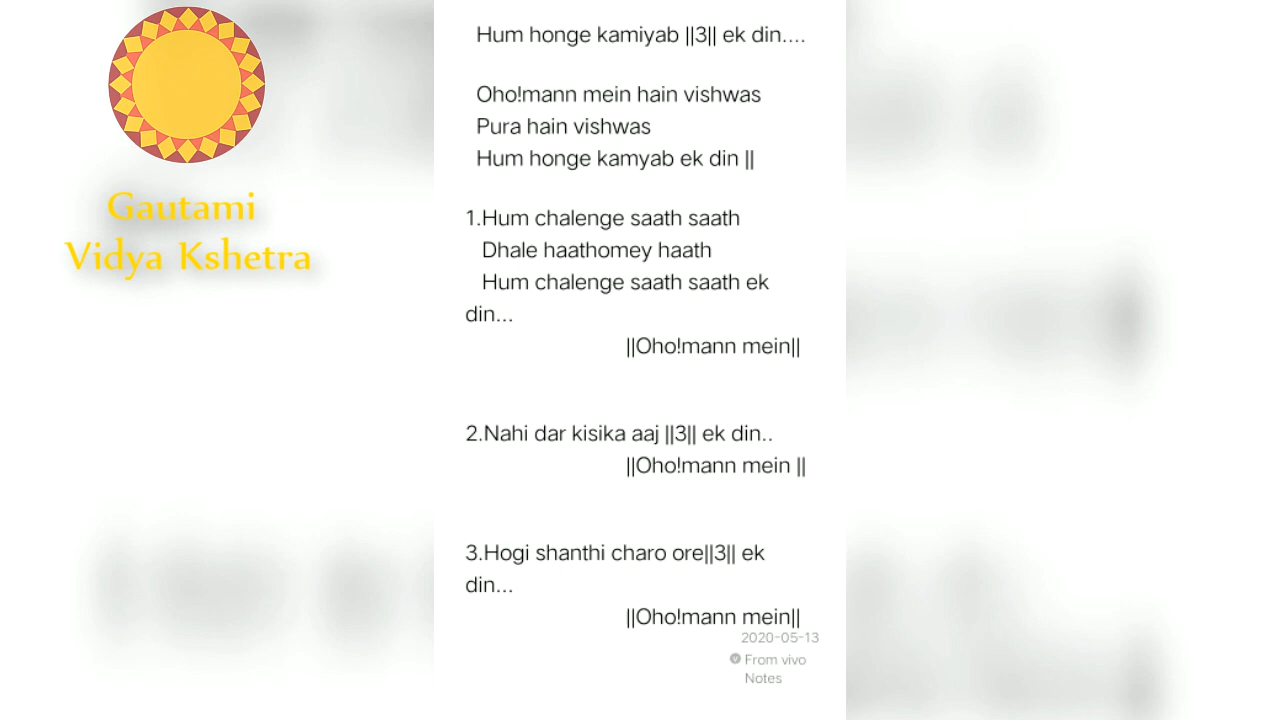 Gautami
Vidya Kshetra
Hum honge kamiyab ||3|| ek din....
Oho!mann mein hain vishwas
Pura hain vishwas
Hum honge kamyab ek din ||
1.Hum chalenge saath saath
Dhale haathomey haath
Hum chalenge saath saath ek
din...
||Oho!mann mein||
2.Nahi dar kisika aaj ||3|| ek din..
||Oho!mann mein ||
3.Hogi shanthi charo ore||3|| ek
din...
||Oho!mann mein||
2020-05-13
From vivo
Notes